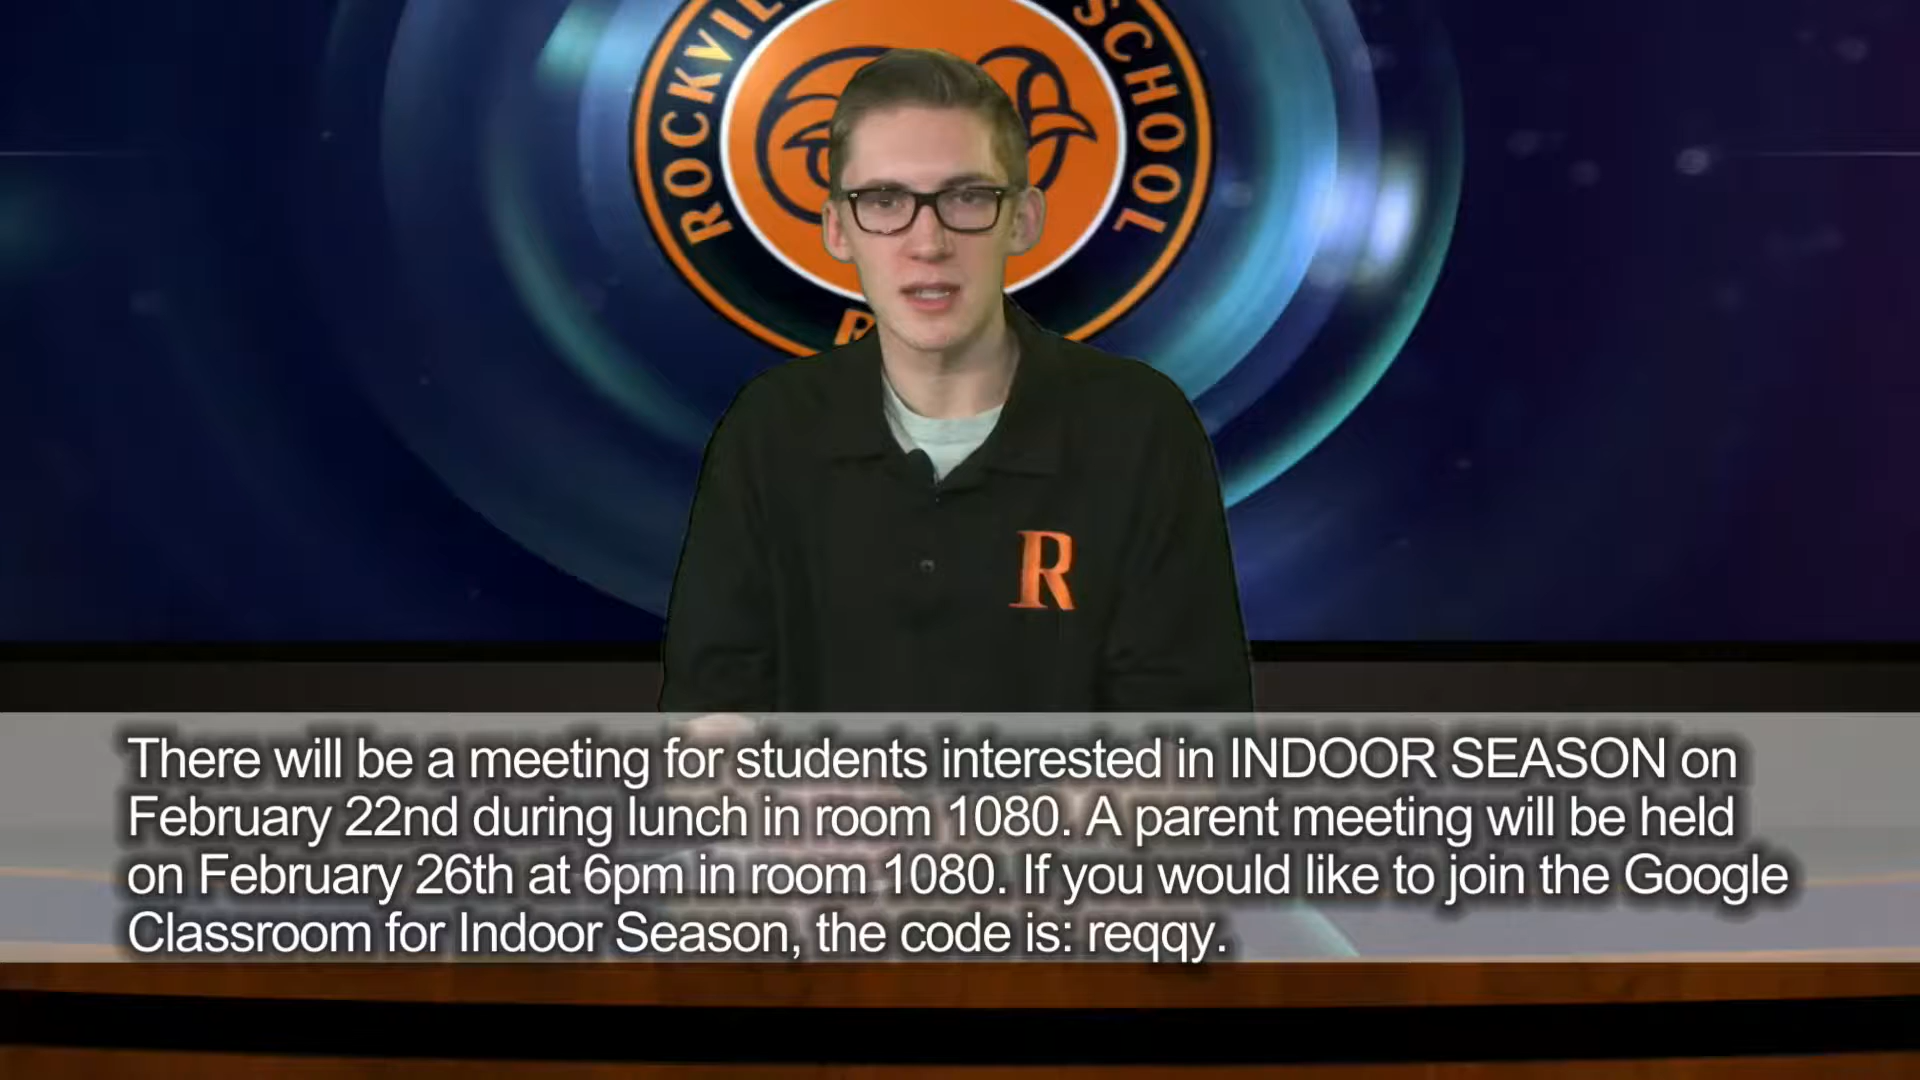 ROCKVIL
SCHOOL
R
There will be a meeting for students interested in INDOOR SEASON on
February 22nd during lunch in room 1080. A parent meeting will be held
on February 26th at 6pm in room 1080. If you would like to join the Google
Classroom for Indoor Season, the code is: reqqy.